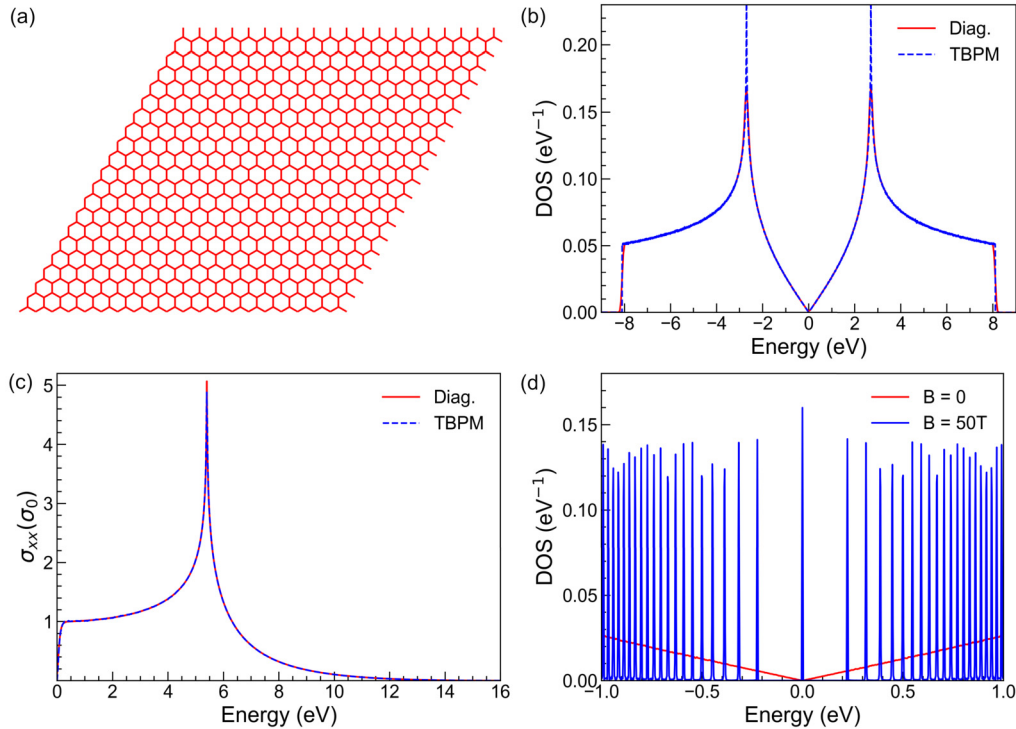 (a)
(b)
DOS (eV⁻¹)
0.20
0.15
0.10
0.05
0.00
Diag.
TBPM
−8 −6 −4 −2 0 2 4 6 8
Energy (eV)
(c)
σxx(σ0)
5
4
3
2
1
Diag.
TBPM
0 2 4 6 8 10 12 14 16
Energy (eV)
(d)
DOS (eV⁻¹)
0.15
0.10
0.05
0.00
B = 0
B = 50T
-1.0 −0.5 0.0 0.5 1.0
Energy (eV)